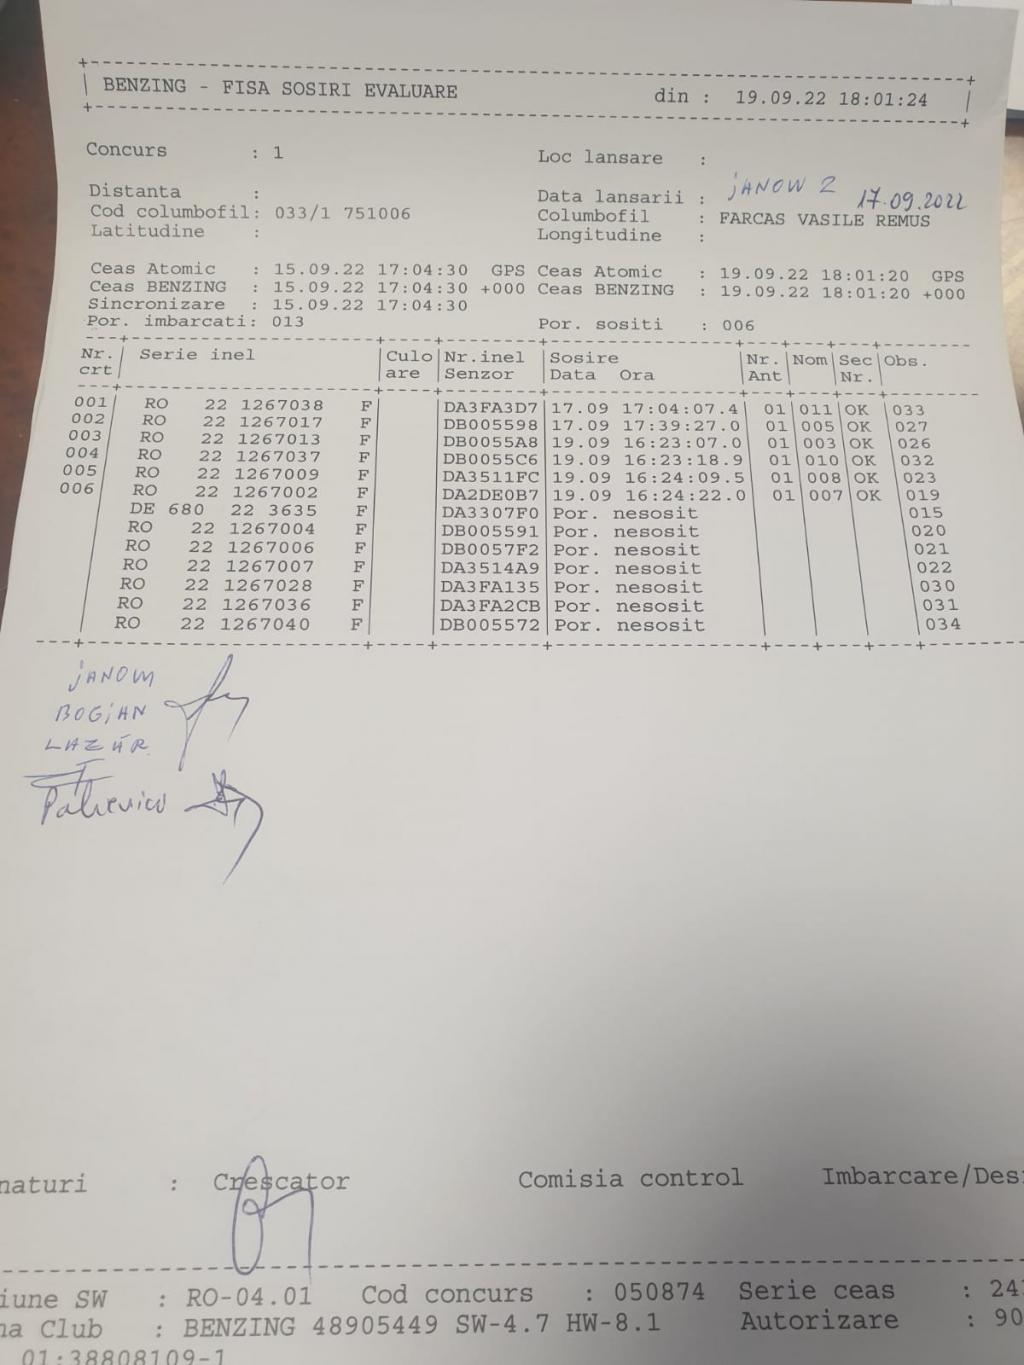 BENZING - FISA SOSIRI EVALUARE din : 19.09.22 18:01:24
Concurs : 1 Loc lansare :
Distanta : Data lansarii : JANOW 2 17.09.2022
Cod columbofil: 033/1 751006 Columbofil : FARCAS VASILE REMUS
Latitudine : Longitudine :
Ceas Atomic : 15.09.22 17:04:30 GPS Ceas Atomic : 19.09.22 18:01:20 GPS
Ceas BENZING : 15.09.22 17:04:30 +000 Ceas BENZING : 19.09.22 18:01:20 +000
Sincronizare : 15.09.22 17:04:30
Por. imbarcati: 013 Por. sositi : 006
Nr. Serie inel Culo Nr.inel Sosire Nr. Nom Sec Obs.
crt are Senzor Data Ora Ant Nr.
001 RO 22 1267038 F DA3FA3D7 17.09 17:04:07.4 01 011 OK 033
002 RO 22 1267017 F DB005598 17.09 17:39:27.0 01 005 OK 027
003 RO 22 1267013 F DB0055A8 19.09 16:23:07.0 01 003 OK 026
004 RO 22 1267037 F DB0055C6 19.09 16:23:18.9 01 010 OK 032
005 RO 22 1267009 F DA3511FC 19.09 16:24:09.5 01 008 OK 023
006 RO 22 1267002 F DA2DE0B7 19.09 16:24:22.0 01 007 OK 019
DE 680 22 3635 F DA3307F0 Por. nesosit 015
RO 22 1267004 F DB005591 Por. nesosit 020
RO 22 1267006 F DB0057F2 Por. nesosit 021
RO 22 1267007 F DA3514A9 Por. nesosit 022
RO 22 1267028 F DA3FA135 Por. nesosit 030
RO 22 1267036 F DA3FA2CB Por. nesosit 031
RO 22 1267040 F DB005572 Por. nesosit 034
BOGIAN
LAZĂR
naturi : Crescator Comisia control Imbarcare/Des
iune SW : RO-04.01 Cod concurs : 050874 Serie ceas : 24
na Club : BENZING 48905449 SW-4.7 HW-8.1 Autorizare : 90
01:38808109-1